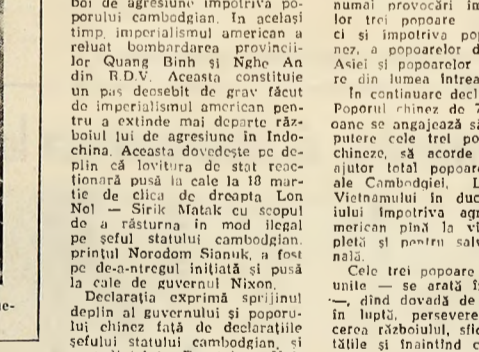 boi de agresiune împotriva po-
porului cambodgian. In același
timp, imperialismul american a
reluat bombardarea provincii-
lor Quang Binh și Nghe An
din R.D.V. Aceasta constituie
un pas deosebit de grav făcut
de imperialismul american pen-
tru a extinde mai departe răz-
boiul lui de agresiune în Indo-
china. Aceasta dovedește pe de-
plin că lovitura de stat reac-
ționară pusă la cale la 18 mar-
tie de clica de dreapta Lon
Nol — Sirik Matak cu scopul
de a răsturna in mod ilegal
pe șeful statului cambodgian,
prințul Norodom Sianuk, a fost
pe de-a-ntregul inițiată și pusă
la cale de guvernul Nixon.
Declarația exprimă sprijinul
deplin al guvernului și poporu-
lui chinez față de declarațiile
șefului statului cambodgian, și
numai provocări im
lor trei popoare
ci și împotriva pop
nez, a popoarelor d
Asiei și popoarelor
re din lumea întrea
In continuare decl
Poporul chinez de 7
oane se angajează să
putere cele trei po
chineze, să acorde
ajutor total popoar
ale Cambodgiei, L
Vietnamului în duc
iului împotriva agr
merican pînă la vi
pletă și pentru salv
nală.
Cele trei popoare
unite — se arată î
—, dînd dovadă de
în luptă, persevere
cerea războiului, sfic
tățile și înaintînd c
ne-